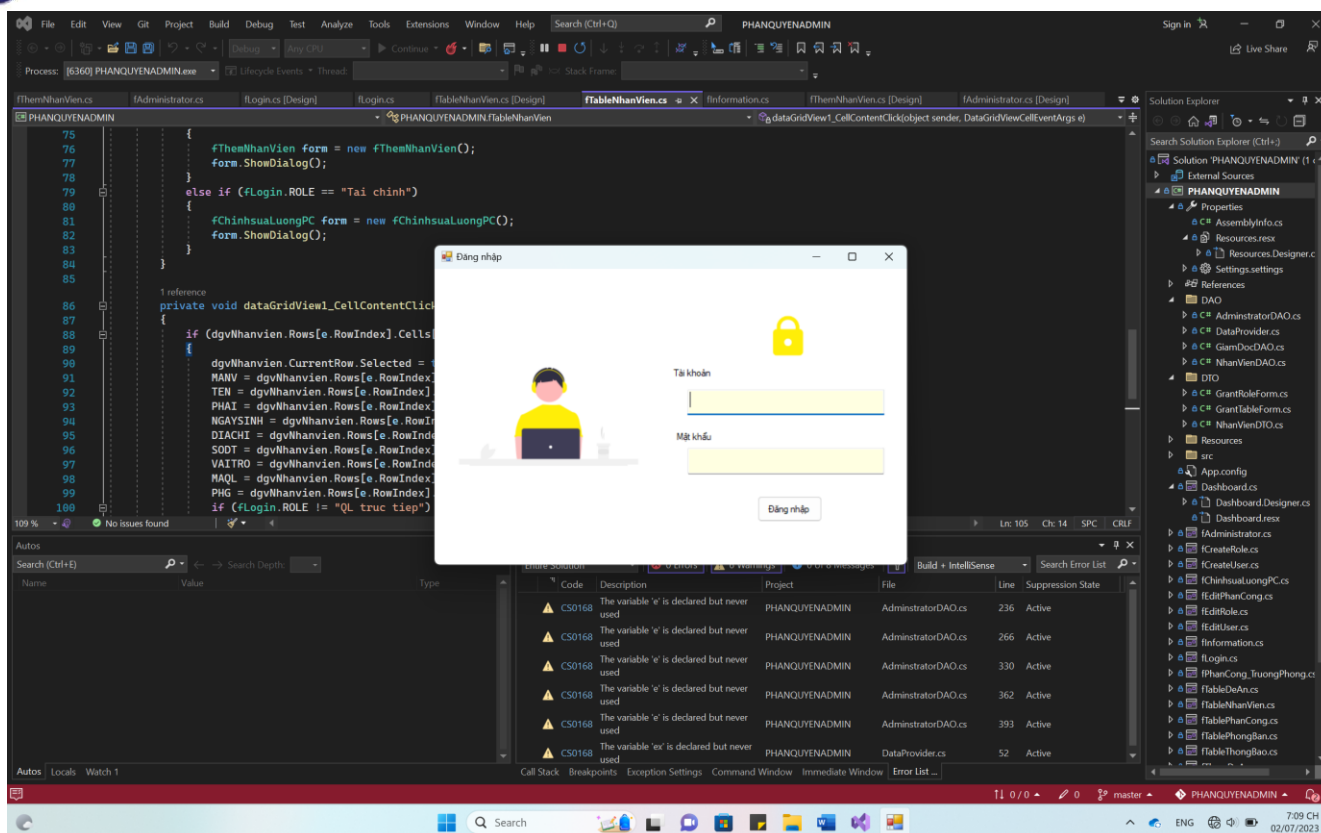 File Edit View Git Project Build Debug Test Analyze Tools Extensions Window Help Search (Ctrl+Q) PHANQUYENADMIN Sign in
Debug Any CPU Continue Live Share
Process: [6360] PHANQUYENADMIN.exe Lifecycle Events Thread: Stack Frame:
fThemNhanVien.cs fAdministrator.cs fLogin.cs [Design] fLogin.cs fTableNhanVien.cs [Design] fTableNhanVien.cs fInformation.cs fThemNhanVien.cs [Design] fAdministrator.cs [Design]
PHANQUYENADMIN PHANQUYENADMIN.fTableNhanVien dataGridView1_CellContentClick(object sender, DataGridViewCellEventArgs e)
75 {
76 fThemNhanVien form = new fThemNhanVien();
77 form.ShowDialog();
78 }
79 else if (fLogin.ROLE == "Tai chinh")
80 {
81 fChinhsuaLuongPC form = new fChinhsuaLuongPC();
82 form.ShowDialog();
83 }
84 }
85
1 reference
86 private void dataGridView1_CellContentClick
87 {
88 if (dgvNhanvien.Rows[e.RowIndex].Cells[
89 {
90 dgvNhanvien.CurrentRow.Selected =
91 MANV = dgvNhanvien.Rows[e.RowIndex]
92 TEN = dgvNhanvien.Rows[e.RowIndex].
93 PHAI = dgvNhanvien.Rows[e.RowIndex]
94 NGAYSINH = dgvNhanvien.Rows[e.RowIn
95 DIACHI = dgvNhanvien.Rows[e.RowInde
96 SODT = dgvNhanvien.Rows[e.RowIndex]
97 VAITRO = dgvNhanvien.Rows[e.RowInde
98 MAQL = dgvNhanvien.Rows[e.RowIndex]
99 PHG = dgvNhanvien.Rows[e.RowIndex].
100 if (fLogin.ROLE != "QL truc tiep")
109 % No issues found Ln: 105 Ch: 14 SPC CRLF
Đăng nhập
Tài khoản
Mật khẩu
Đăng nhập
Autos
Search (Ctrl+E) Search Depth:
Name Value Type
Autos Locals Watch 1
Entire Solution 0 Errors 0 Warnings 0 of 8 Messages Build + IntelliSense Search Error List
Code Description Project File Line Suppression State
CS0168 The variable 'e' is declared but never used PHANQUYENADMIN AdminstratorDAO.cs 236 Active
CS0168 The variable 'e' is declared but never used PHANQUYENADMIN AdminstratorDAO.cs 266 Active
CS0168 The variable 'e' is declared but never used PHANQUYENADMIN AdminstratorDAO.cs 330 Active
CS0168 The variable 'e' is declared but never used PHANQUYENADMIN AdminstratorDAO.cs 362 Active
CS0168 The variable 'e' is declared but never used PHANQUYENADMIN AdminstratorDAO.cs 393 Active
CS0168 The variable 'ex' is declared but never used PHANQUYENADMIN DataProvider.cs 52 Active
Call Stack Breakpoints Exception Settings Command Window Immediate Window Error List ...
Solution Explorer
Search Solution Explorer (Ctrl+;)
Solution 'PHANQUYENADMIN' (1 
External Sources
PHANQUYENADMIN
Properties
C# AssemblyInfo.cs
Resources.resx
Resources.Designer.c
Settings.settings
References
DAO
C# AdminstratorDAO.cs
C# DataProvider.cs
C# GiamDocDAO.cs
C# NhanVienDAO.cs
DTO
C# GrantRoleForm.cs
C# GrantTableForm.cs
C# NhanVienDTO.cs
Resources
src
App.config
Dashboard.cs
Dashboard.Designer.cs
Dashboard.resx
fAdministrator.cs
fCreateRole.cs
fCreateUser.cs
fChinhsuaLuongPC.cs
fEditPhanCong.cs
fEditRole.cs
fEditUser.cs
fInformation.cs
fLogin.cs
fPhanCong_TruongPhong.cs
fTableDeAn.cs
fTableNhanVien.cs
fTablePhanCong.cs
fTablePhongBan.cs
fTableThongBao.cs
0 / 0 0 master PHANQUYENADMIN
Search ENG 7:09 CH
02/07/2023